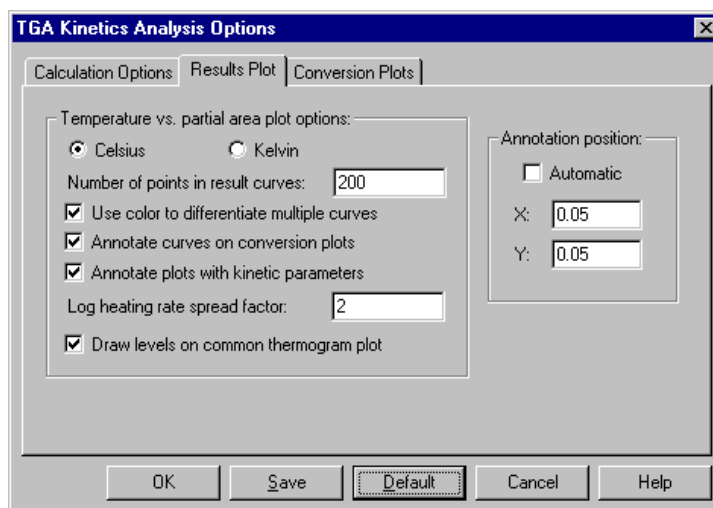 TGA Kinetics Analysis Options
Calculation Options Results Plot Conversion Plots
Temperature vs. partial area plot options:
Celsius Kelvin
Number of points in result curves: 200
Use color to differentiate multiple curves
Annotate curves on conversion plots
Annotate plots with kinetic parameters
Log heating rate spread factor: 2
Draw levels on common thermogram plot
Annotation position:
Automatic
X: 0.05
Y: 0.05
OK Save Default Cancel Help